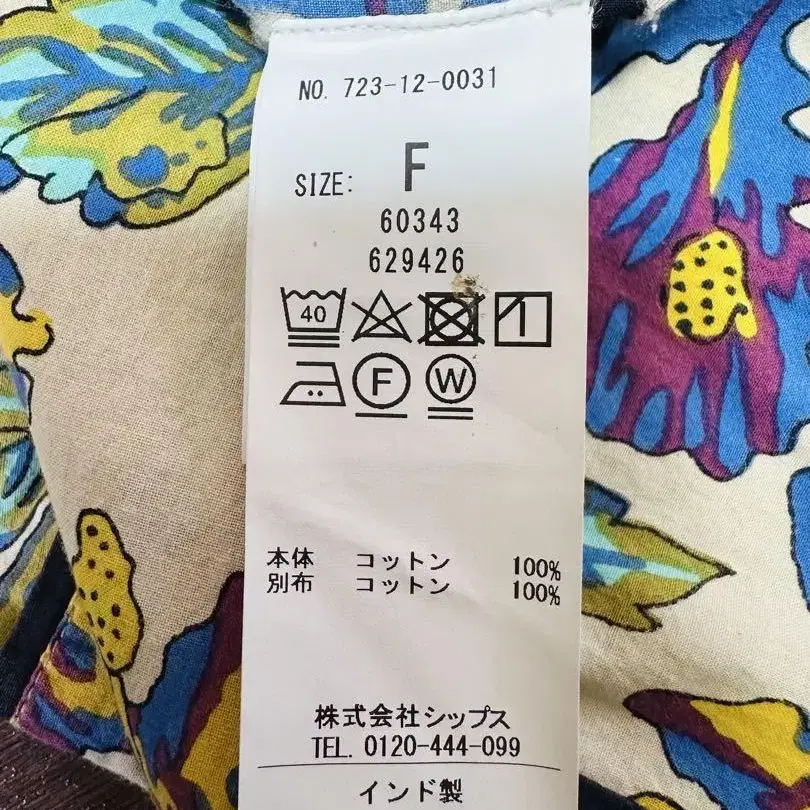 NO. 723-12-0031
SIZE: F
60343
629426
40
F W
本体 コットン 100%
別布 コットン 100%
株式会社シップス
TEL. 0120-444-099
インド製